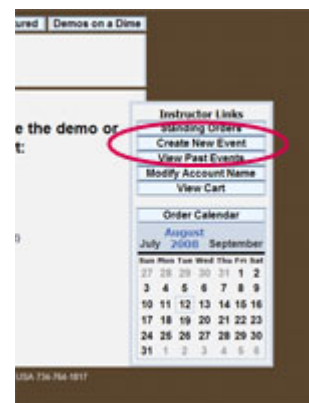 ured Demos on a Dime
e the demo or
t:
Instructor Links
Standing Orders
Create New Event
View Past Events
Modify Account Name
View Cart
Order Calendar
August
July 2008 September
Sun Mon Tue Wed Thu Fri Sat
27 28 29 30 31 1 2
3 4 5 6 7 8 9
10 11 12 13 14 15 16
17 18 19 20 21 22 23
24 25 26 27 28 29 30
31 1 2 3 4 5 6
USA 734-764-1817